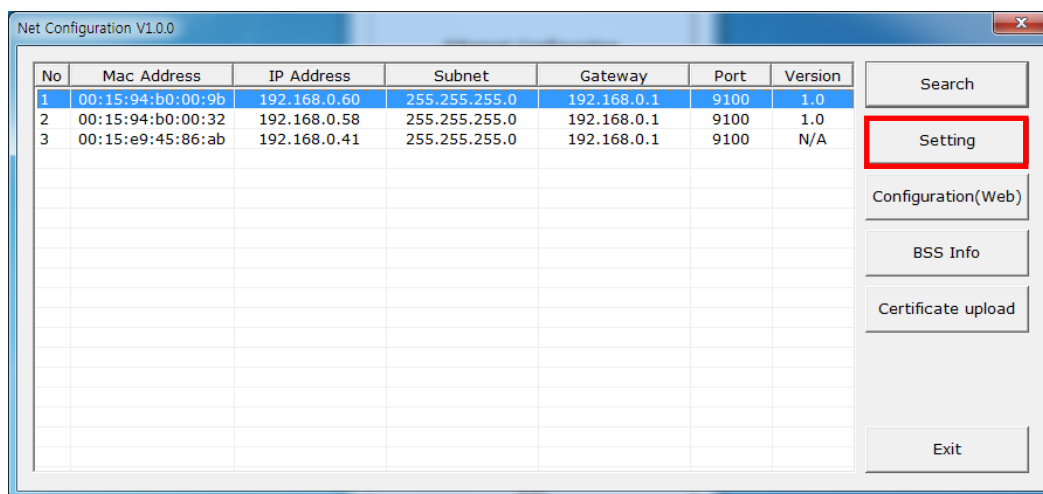 Net Configuration V1.0.0
No Mac Address IP Address Subnet Gateway Port Version
1 00:15:94:b0:00:9b 192.168.0.60 255.255.255.0 192.168.0.1 9100 1.0
2 00:15:94:b0:00:32 192.168.0.58 255.255.255.0 192.168.0.1 9100 1.0
3 00:15:e9:45:86:ab 192.168.0.41 255.255.255.0 192.168.0.1 9100 N/A
Search
Setting
Configuration(Web)
BSS Info
Certificate upload
Exit